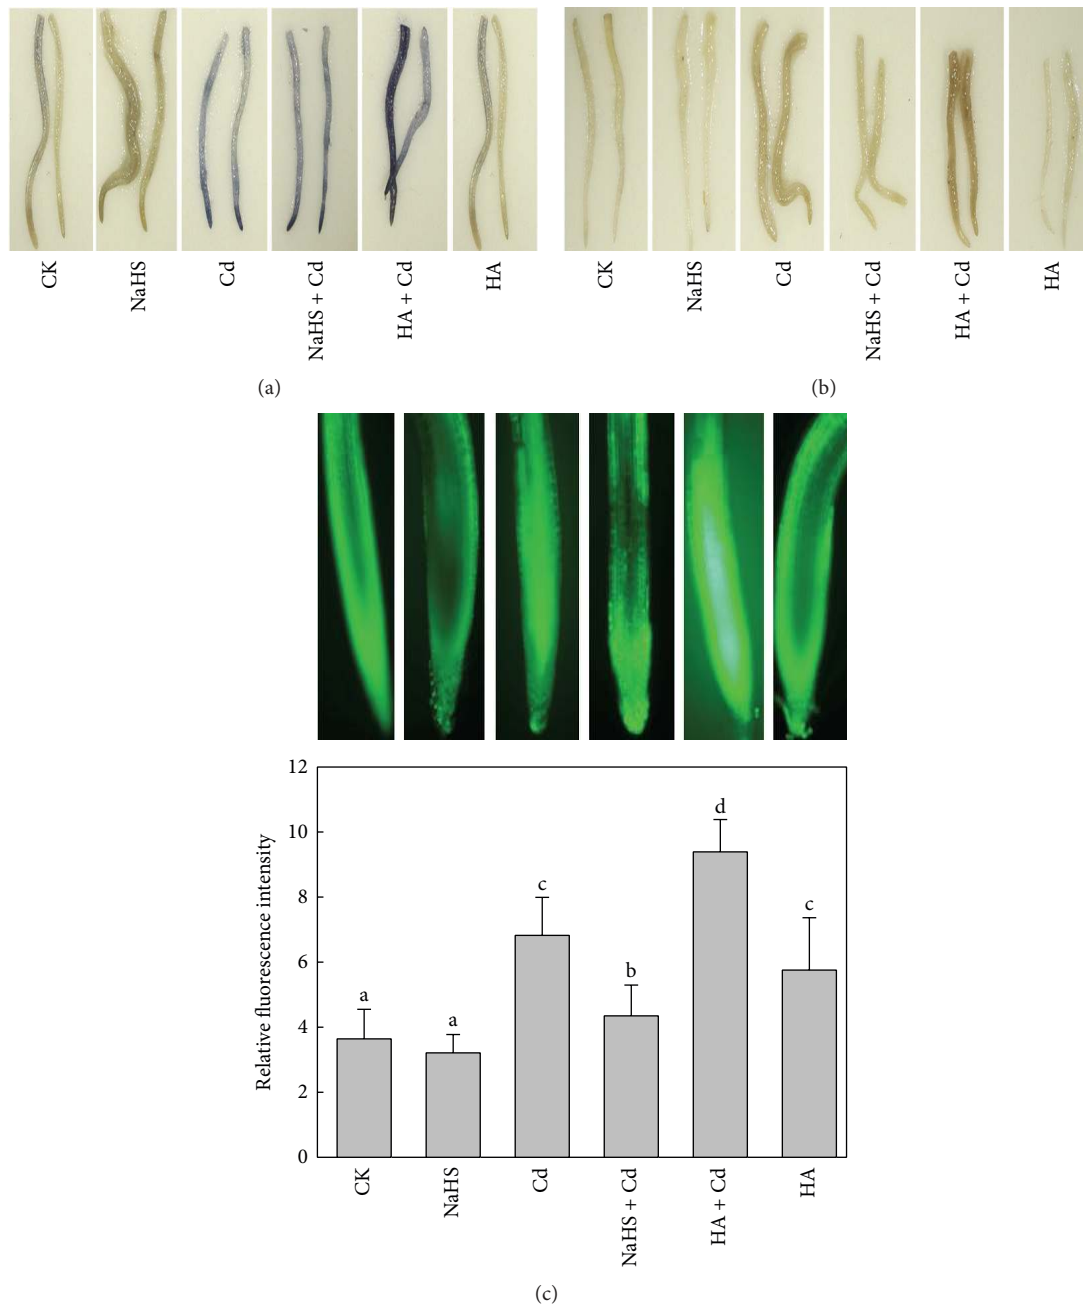 CK
NaHS
Cd
NaHS + Cd
HA + Cd
HA
(a)
CK
NaHS
Cd
NaHS + Cd
HA + Cd
HA
(b)
Relative fluorescence intensity
12
10
8
6
4
2
0
a
a
c
b
d
c
CK
NaHS
Cd
NaHS + Cd
HA + Cd
HA
(c)